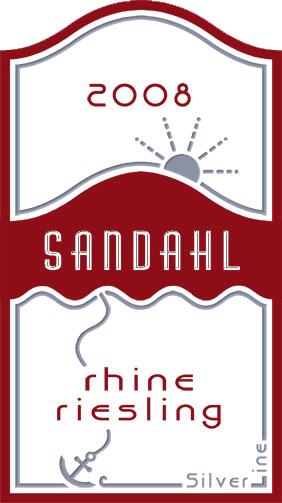 2008
SANDAHL
rhine
riesling
Silver Line